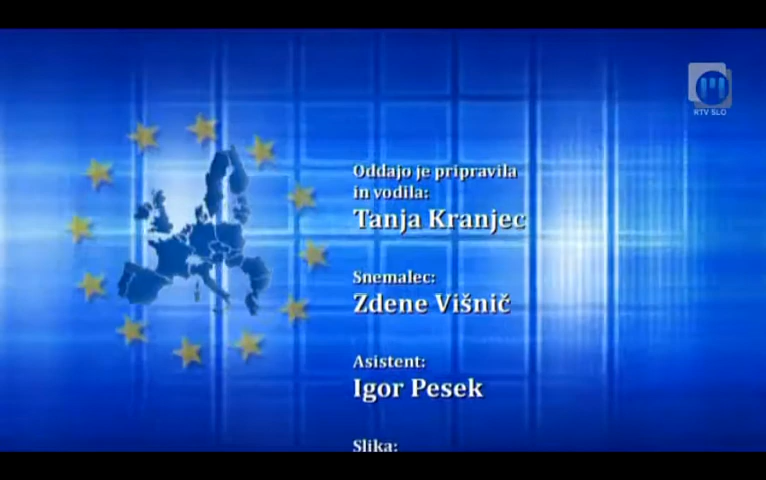 RTV SLO
Oddajo je pripravila
in vodila:
Tanja Kranjec
Snemalec:
Zdene Višnič
Asistent:
Igor Pesek
Slika: